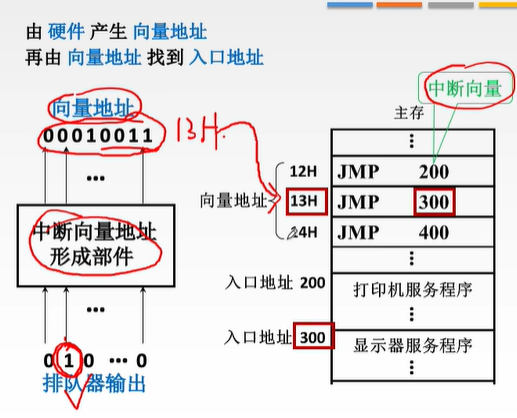 由 硬件 产生 向量地址
再由 向量地址 找到 入口地址
向量地址
00010011
13H
...
中断向量地址
形成部件
...
0 1 0 ... 0
排队器输出
中断向量
主存
⋮
12H JMP 200
向量地址 13H JMP 300
14H JMP 400
⋮
入口地址 200 打印机服务程序
⋮
入口地址 300 显示器服务程序
⋮